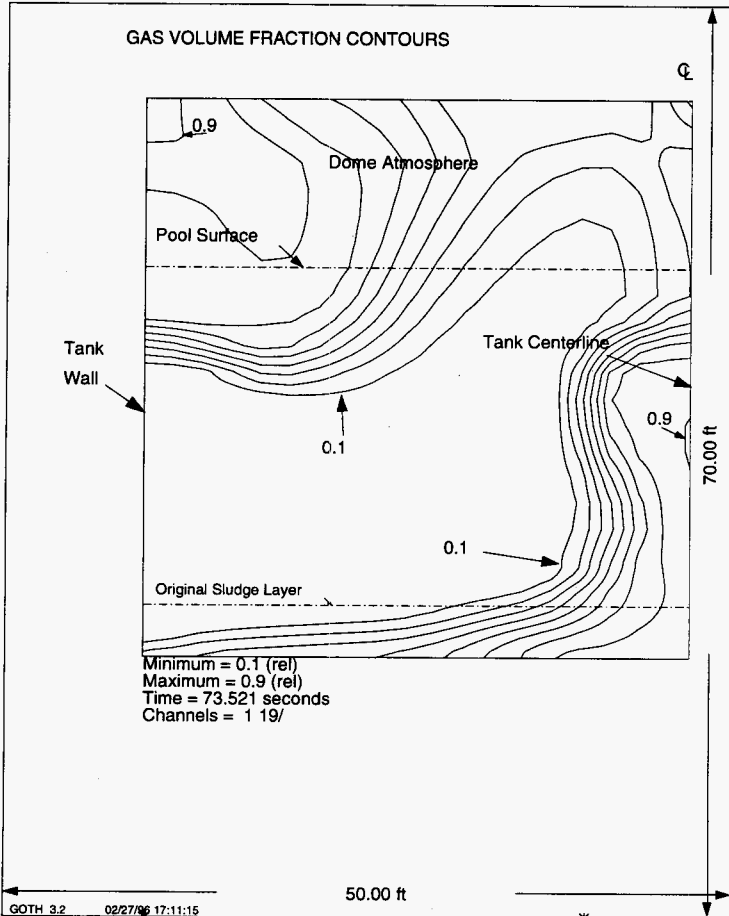 GAS VOLUME FRACTION CONTOURS
℄
0.9
Dome Atmosphere
Pool Surface
Tank
Wall
Tank Centerline
0.1
0.9
70.00 ft
0.1
Original Sludge Layer
Minimum = 0.1 (rel)
Maximum = 0.9 (rel)
Time = 73.521 seconds
Channels = 1 19/
50.00 ft
GOTH 3.2 02/27/96 17:11:15